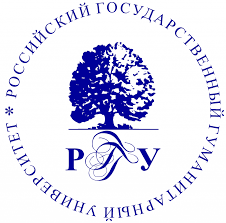 РОССИЙСКИЙ ГОСУДАРСТВЕННЫЙ ГУМАНИТАРНЫЙ УНИВЕРСИТЕТ *
РГУ